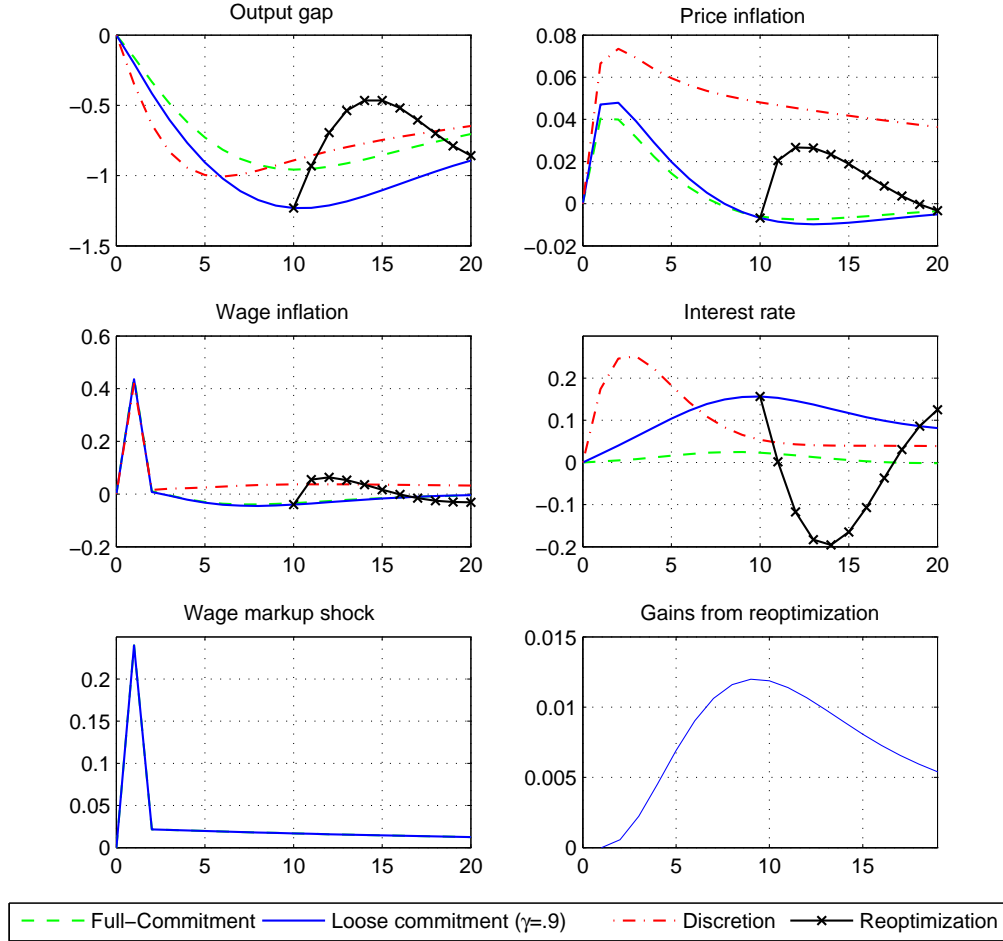 Output gap
0
−0.5
−1
−1.5
0 5 10 15 20
Price inflation
0.08
0.06
0.04
0.02
0
−0.02
0 5 10 15 20
Wage inflation
0.6
0.4
0.2
0
−0.2
0 5 10 15 20
Interest rate
0.2
0.1
0
−0.1
−0.2
0 5 10 15 20
Wage markup shock
0.2
0.15
0.1
0.05
0
0 5 10 15 20
Gains from reoptimization
0.015
0.01
0.005
0
0 5 10 15
Full−Commitment Loose commitment (γ=.9) Discretion Reoptimization